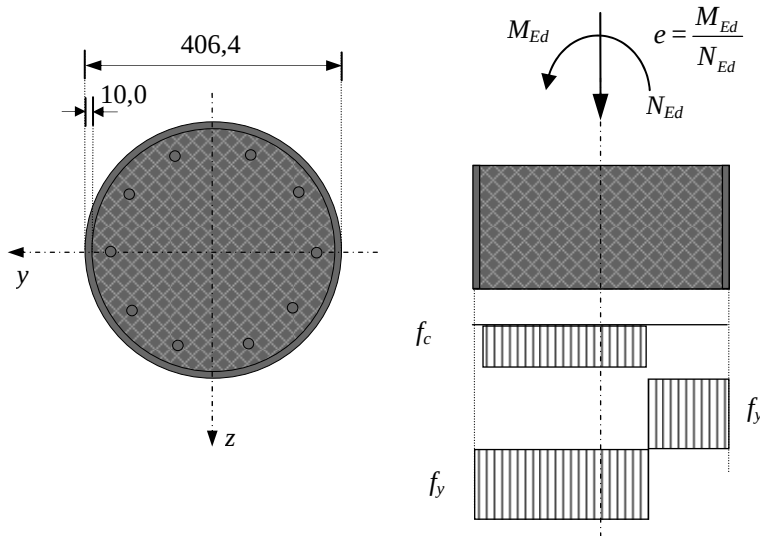 406,4
10,0
y
z
M_Ed
e = M_Ed / N_Ed
N_Ed
f_c
f_y
f_y